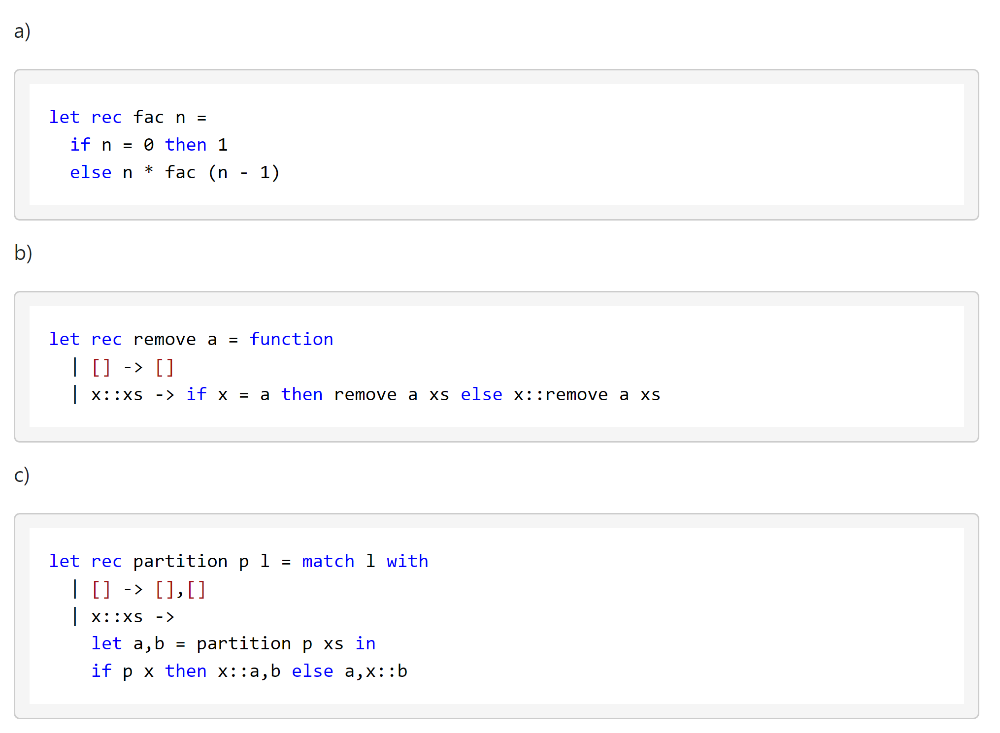 a)
let rec fac n =
  if n = 0 then 1
  else n * fac (n - 1)
b)
let rec remove a = function
  | [] -> []
  | x::xs -> if x = a then remove a xs else x::remove a xs
c)
let rec partition p l = match l with
  | [] -> [],[]
  | x::xs ->
    let a,b = partition p xs in
    if p x then x::a,b else a,x::b